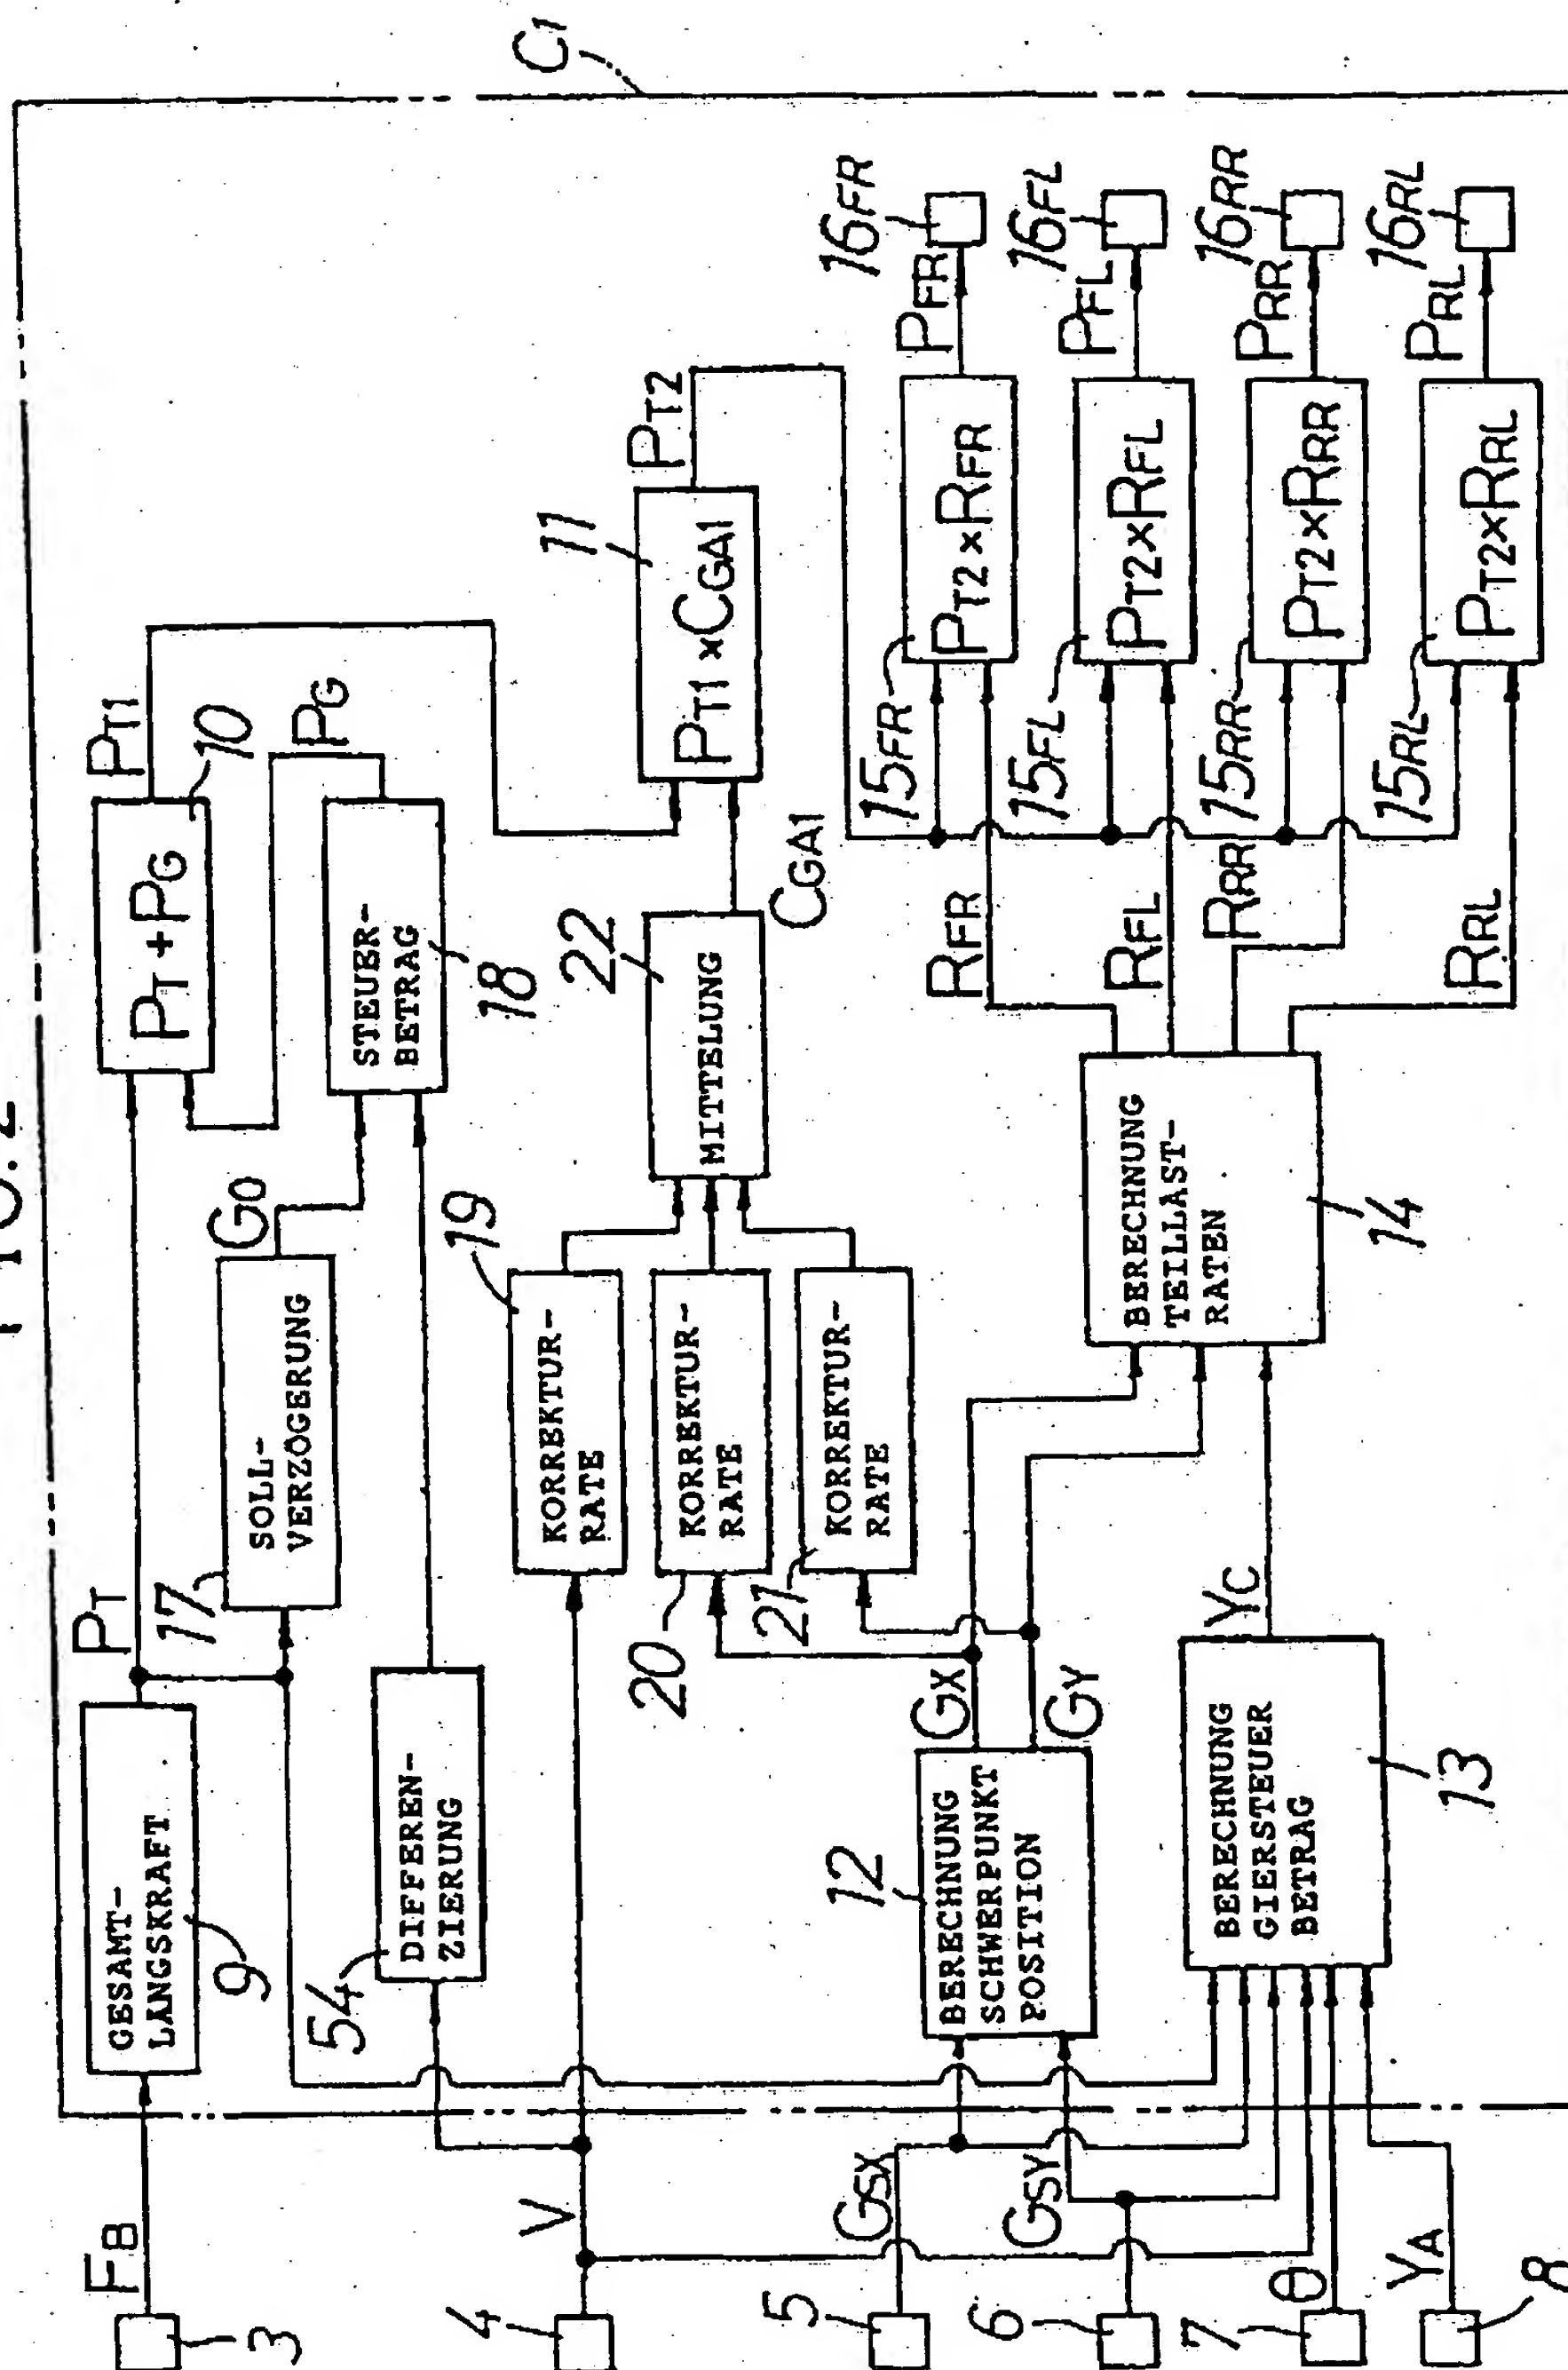 FIG.2
C1
FB
3
GESAMT-
LÄNGSKRAFT
9
PT
17
SOLL-
VERZÖGERUNG
G0
PT + PG
10
PT1
STEUER-
BETRAG
18
PG
V
4
54
DIFFEREN-
ZIERUNG
19
KORREKTUR-
RATE
20
KORREKTUR-
RATE
21
KORREKTUR-
RATE
22
MITTELUNG
CGA1
11
PT1 × CGA1
PT2
5
GSX
6
GSY
12
BERECHNUNG
SCHWERPUNKT
POSITION
GX
GY
7
θ
8
YA
BERECHNUNG
GIERSTEUER
BETRAG
13
YC
BERECHNUNG
TEILLAST-
RATEN
14
RFR
RFL
RRR
RRL
15FR
PT2 × RFR
PFR
16FR
15FL
PT2×RFL
PFL
16FL
15RR
PT2×RRR
PRR
16RR
15RL
PT2×RRL
PRL
16RL